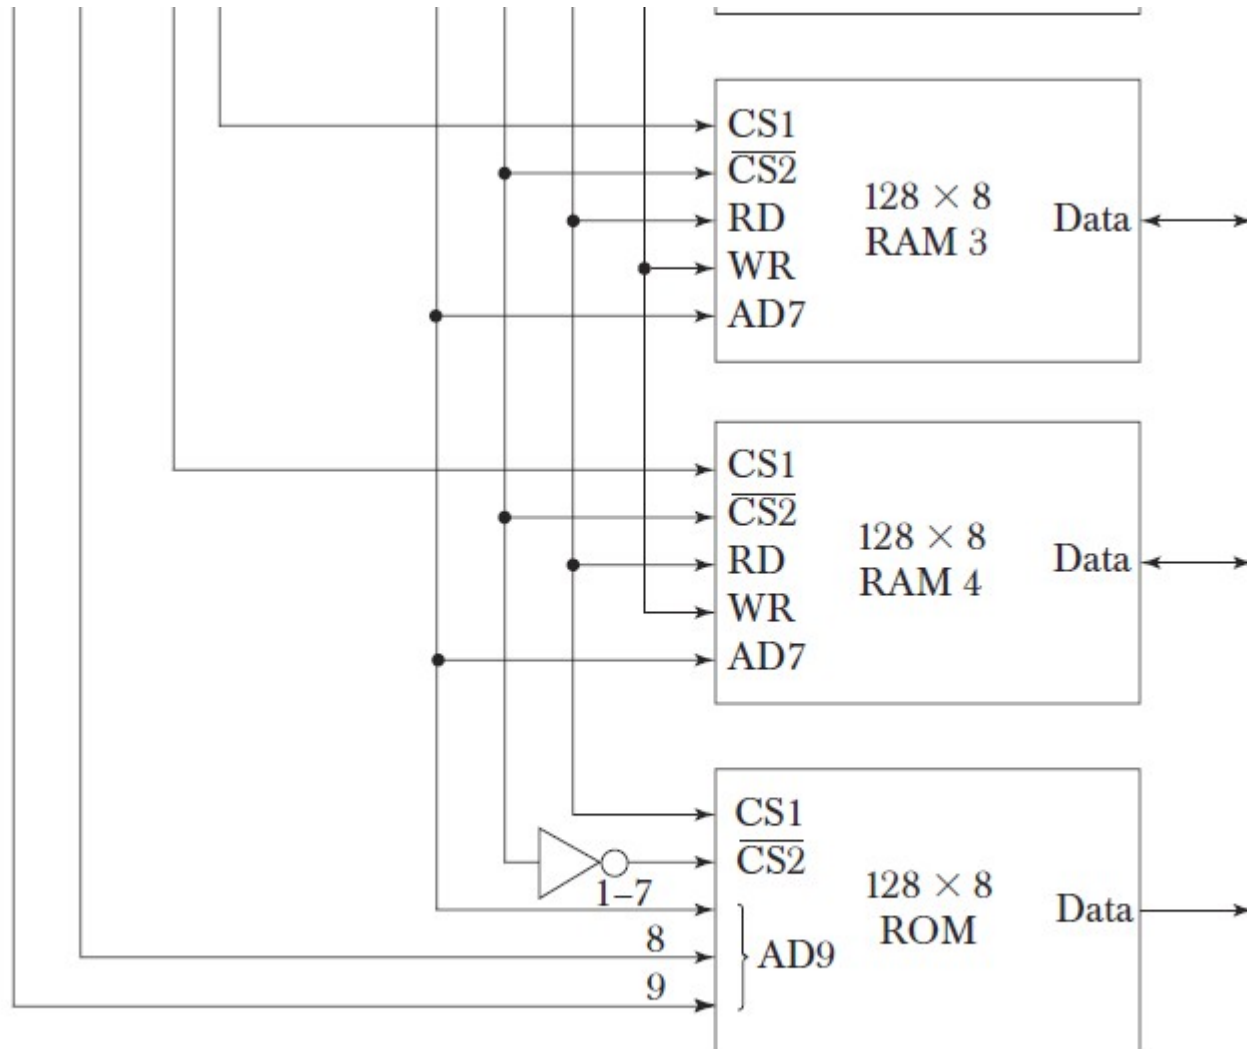 CS1
CS2
RD
WR
AD7
128 × 8
RAM 3
Data
CS1
CS2
RD
WR
AD7
128 × 8
RAM 4
Data
CS1
CS2
1–7
8
9
AD9
128 × 8
ROM
Data